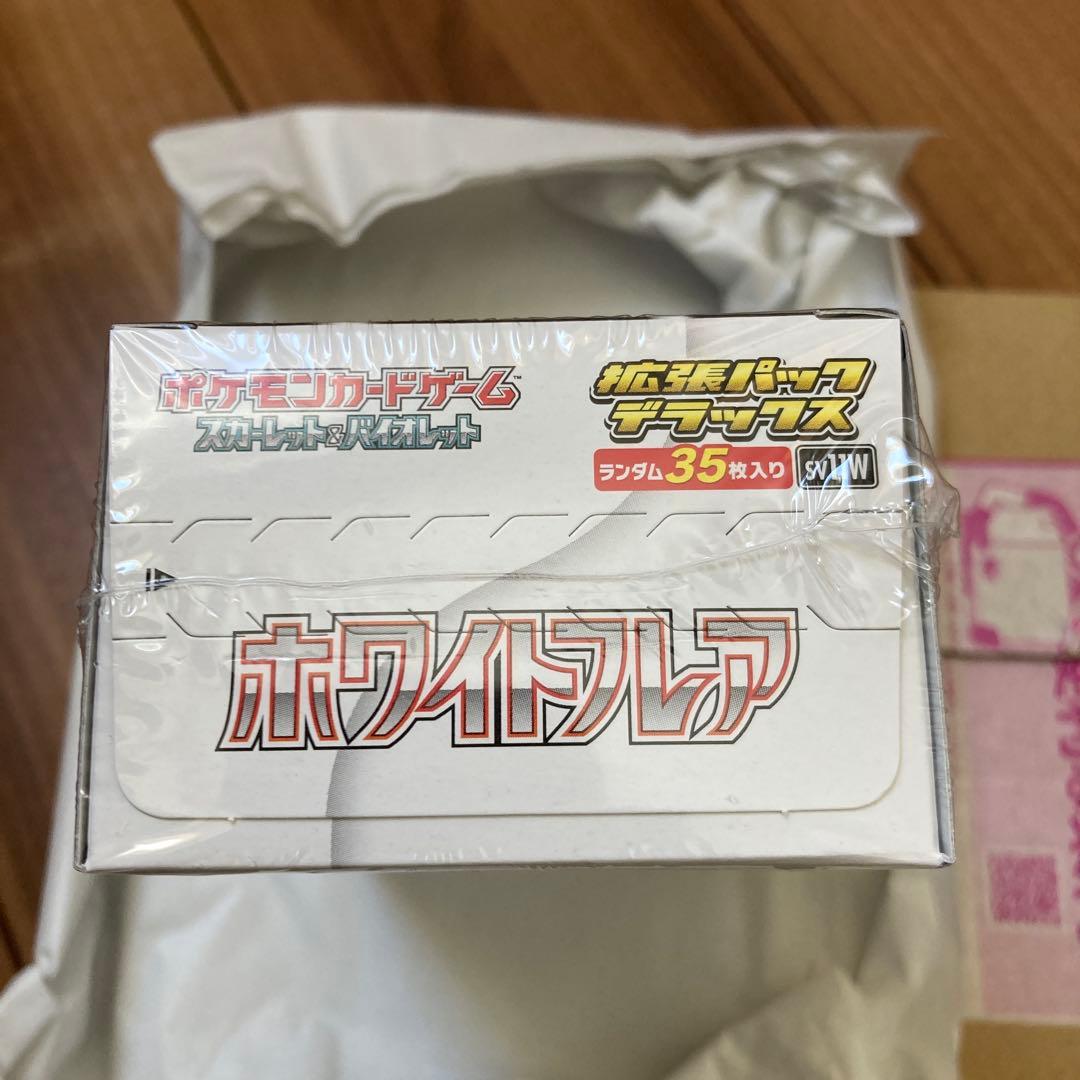 ポケモンカードゲーム™
スカーレット&バイオレット
拡張パック
デラックス
ランダム35枚入り
sv11W
ホワイトフレア